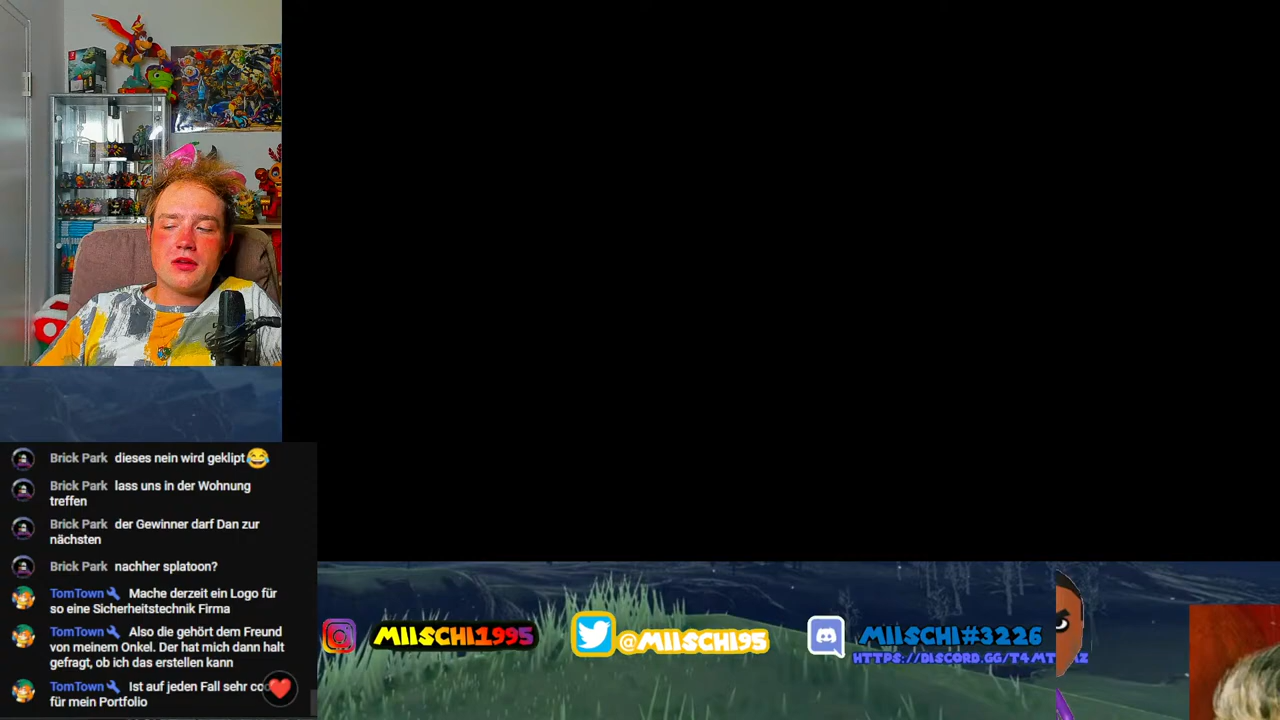 Brick Park dieses nein wird geklipt😂
Brick Park lass uns in der Wohnung
treffen
Brick Park der Gewinner darf Dan zur
nächsten
Brick Park nachher splatoon?
TomTown🔧 Mache derzeit ein Logo für
so eine Sicherheitstechnik Firma
TomTown🔧 Also die gehört dem Freund
von meinem Onkel. Der hat mich dann halt
gefragt, ob ich das erstellen kann
TomTown🔧 Ist auf jeden Fall sehr
für mein Portfolio
MIISCHI1995
@MIISCHI95
MIISCHI#3226